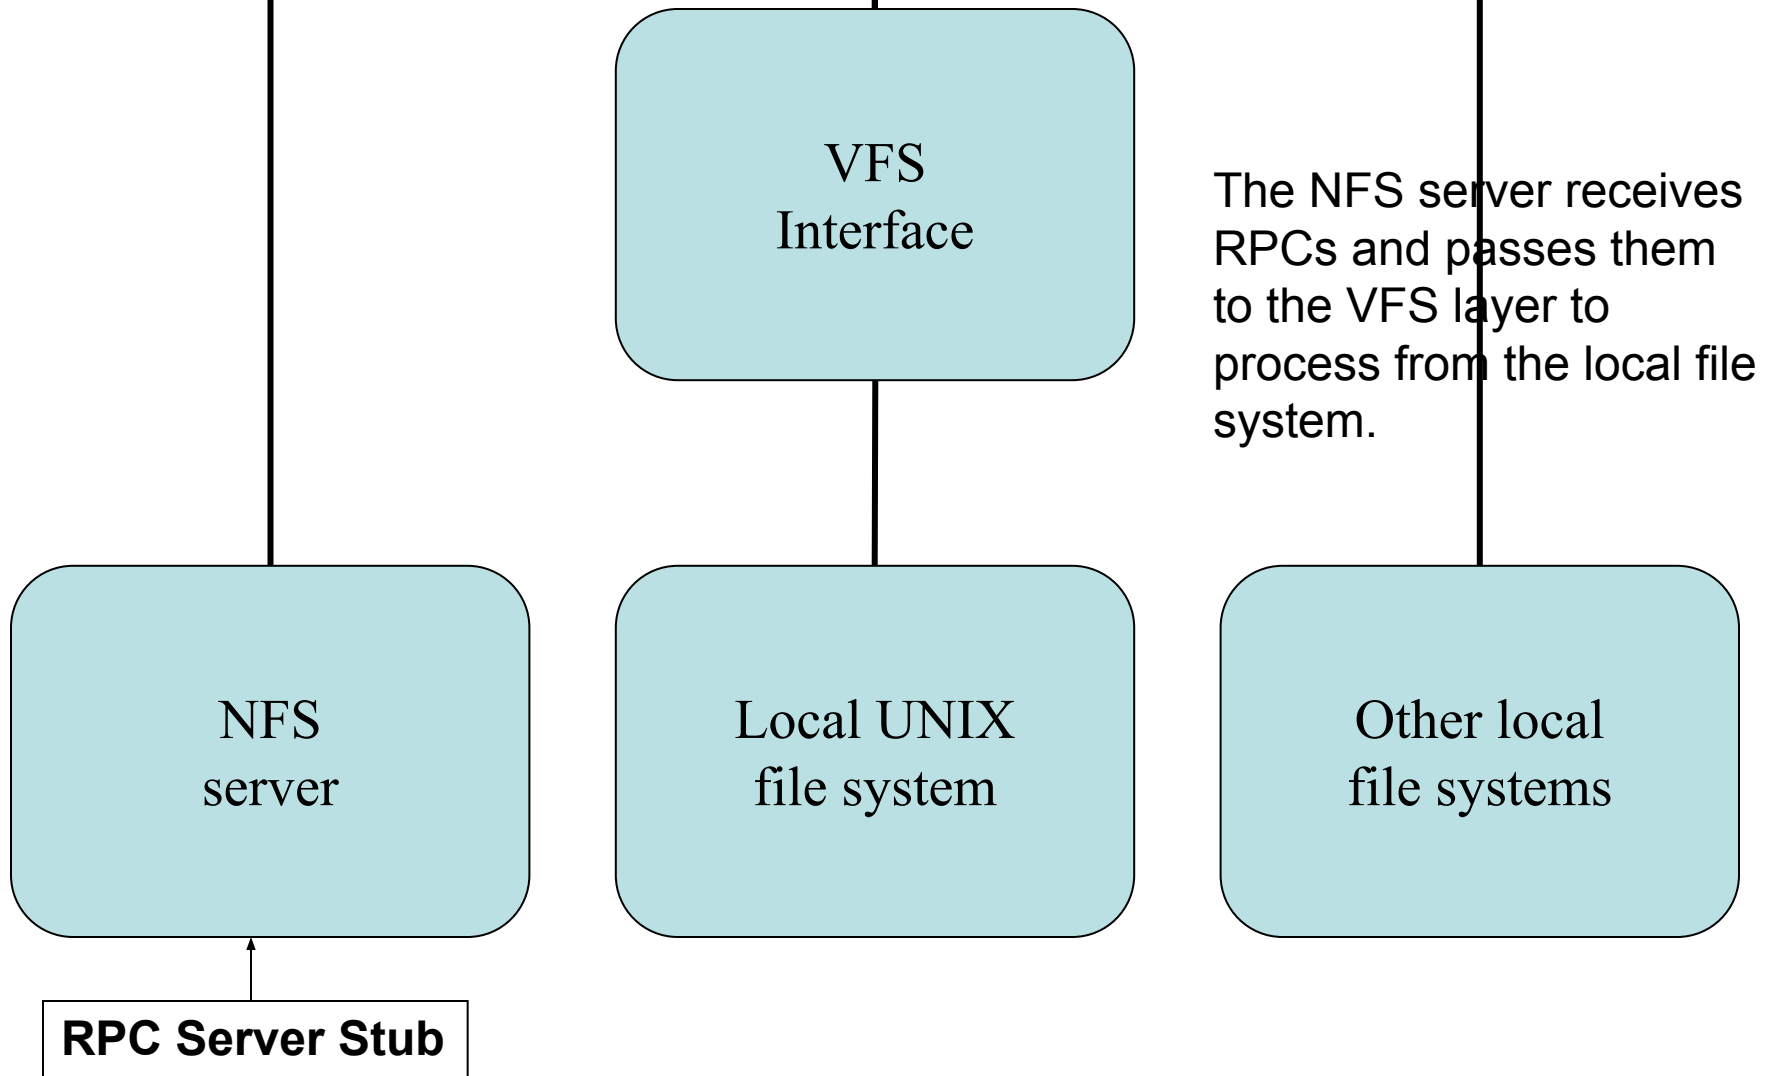 VFS
Interface
The NFS server receives
RPCs and passes them
to the VFS layer to
process from the local file
system.
NFS
server
Local UNIX
file system
Other local
file systems
RPC Server Stub